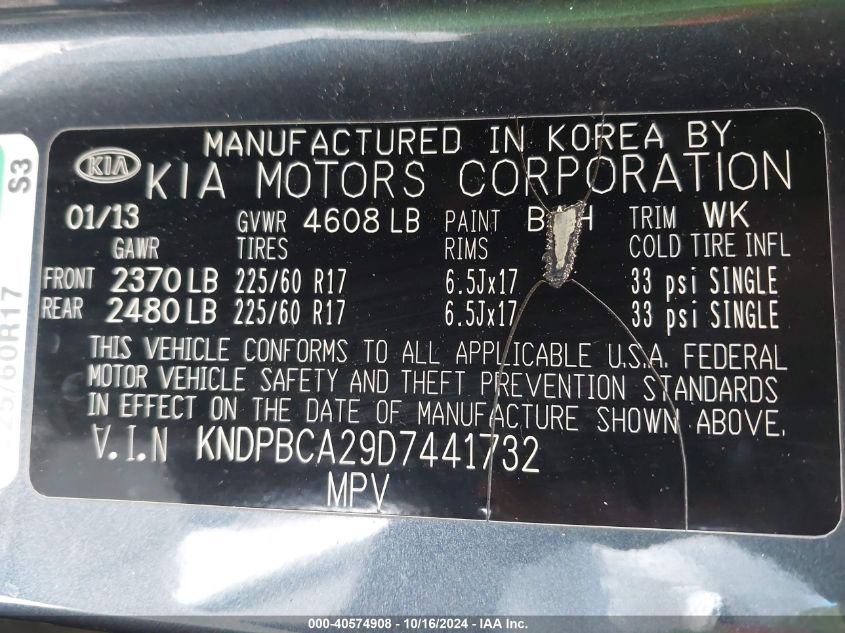 MANUFACTURED IN KOREA BY
KIA KIA MOTORS CORPORATION
01/13 GVWR 4608 LB PAINT TRIM WK
GAWR TIRES RIMS COLD TIRE INFL
FRONT 2370 LB 225/60 R17 6.5Jx17 33 psi SINGLE
REAR 2480 LB 225/60 R17 6.5Jx17 33 psi SINGLE
THIS VEHICLE CONFORMS TO ALL APPLICABLE U.S.A. FEDERAL
MOTOR VEHICLE SAFETY AND THEFT PREVENTION STANDARDS
IN EFFECT ON THE DATE OF MANUFACTURE SHOWN ABOVE.
V.I.N KNDPBCA29D7441732
MPV
S3
25/60R17
000-40574908 - 10/16/2024 - IAA Inc.